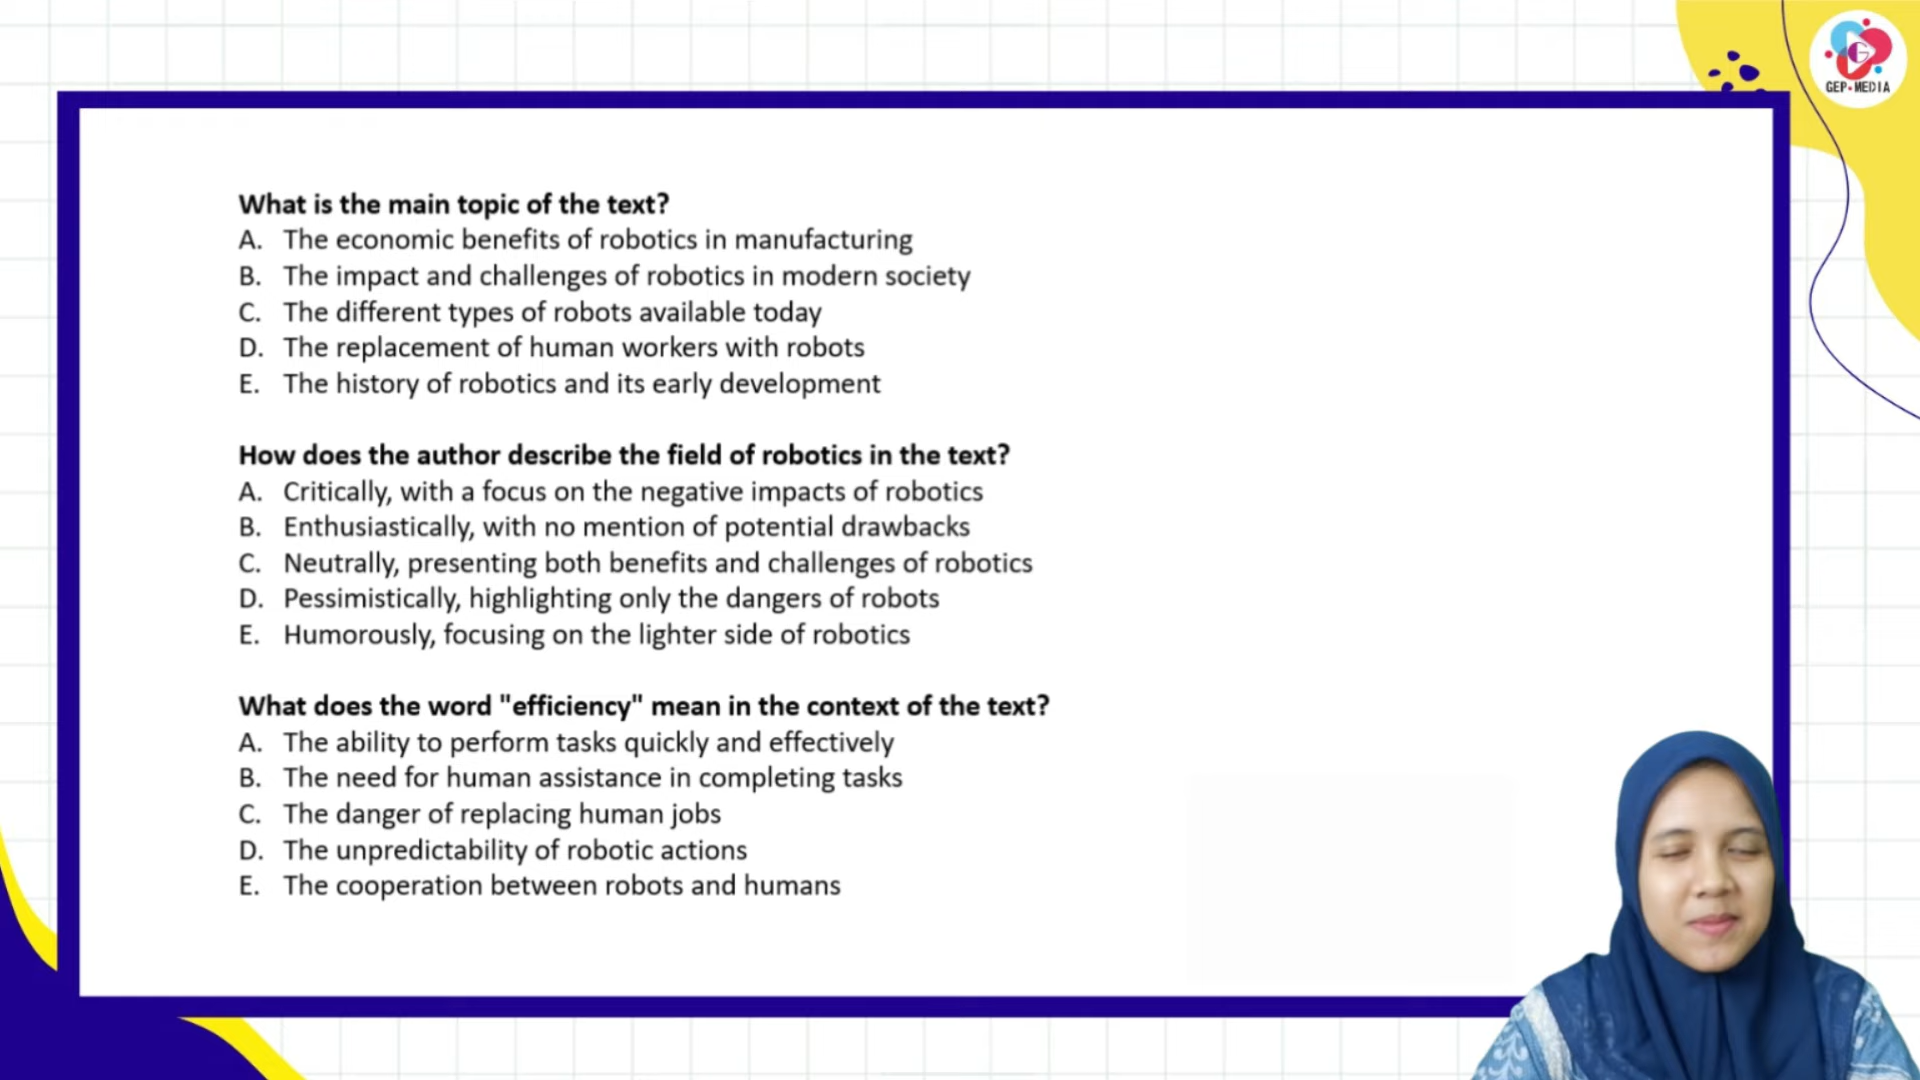 GEP•MEDIA
What is the main topic of the text?
A. The economic benefits of robotics in manufacturing
B. The impact and challenges of robotics in modern society
C. The different types of robots available today
D. The replacement of human workers with robots
E. The history of robotics and its early development
How does the author describe the field of robotics in the text?
A. Critically, with a focus on the negative impacts of robotics
B. Enthusiastically, with no mention of potential drawbacks
C. Neutrally, presenting both benefits and challenges of robotics
D. Pessimistically, highlighting only the dangers of robots
E. Humorously, focusing on the lighter side of robotics
What does the word "efficiency" mean in the context of the text?
A. The ability to perform tasks quickly and effectively
B. The need for human assistance in completing tasks
C. The danger of replacing human jobs
D. The unpredictability of robotic actions
E. The cooperation between robots and humans